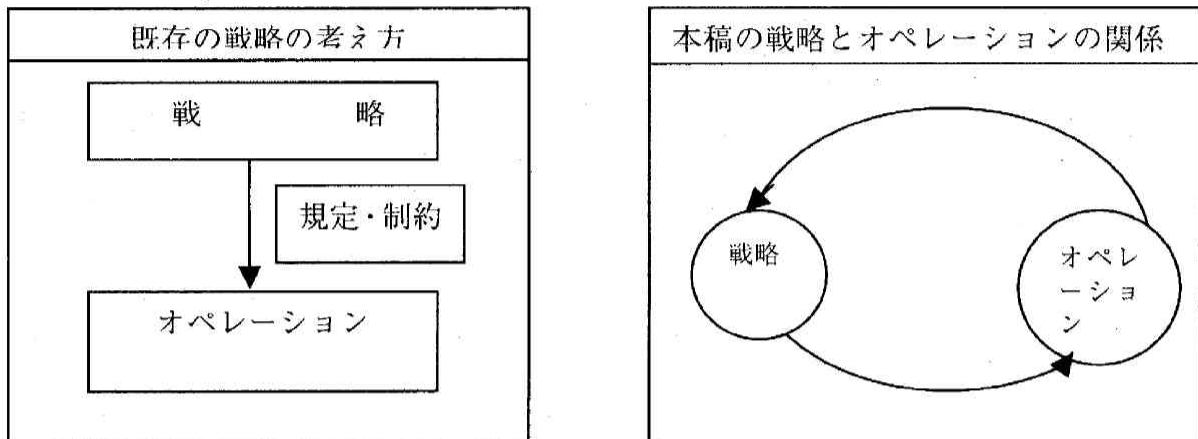 既存の戦略の考え方
戦 略
規定・制約
オペレーション
本稿の戦略とオペレーションの関係
戦略
オペレ
ーショ
ン